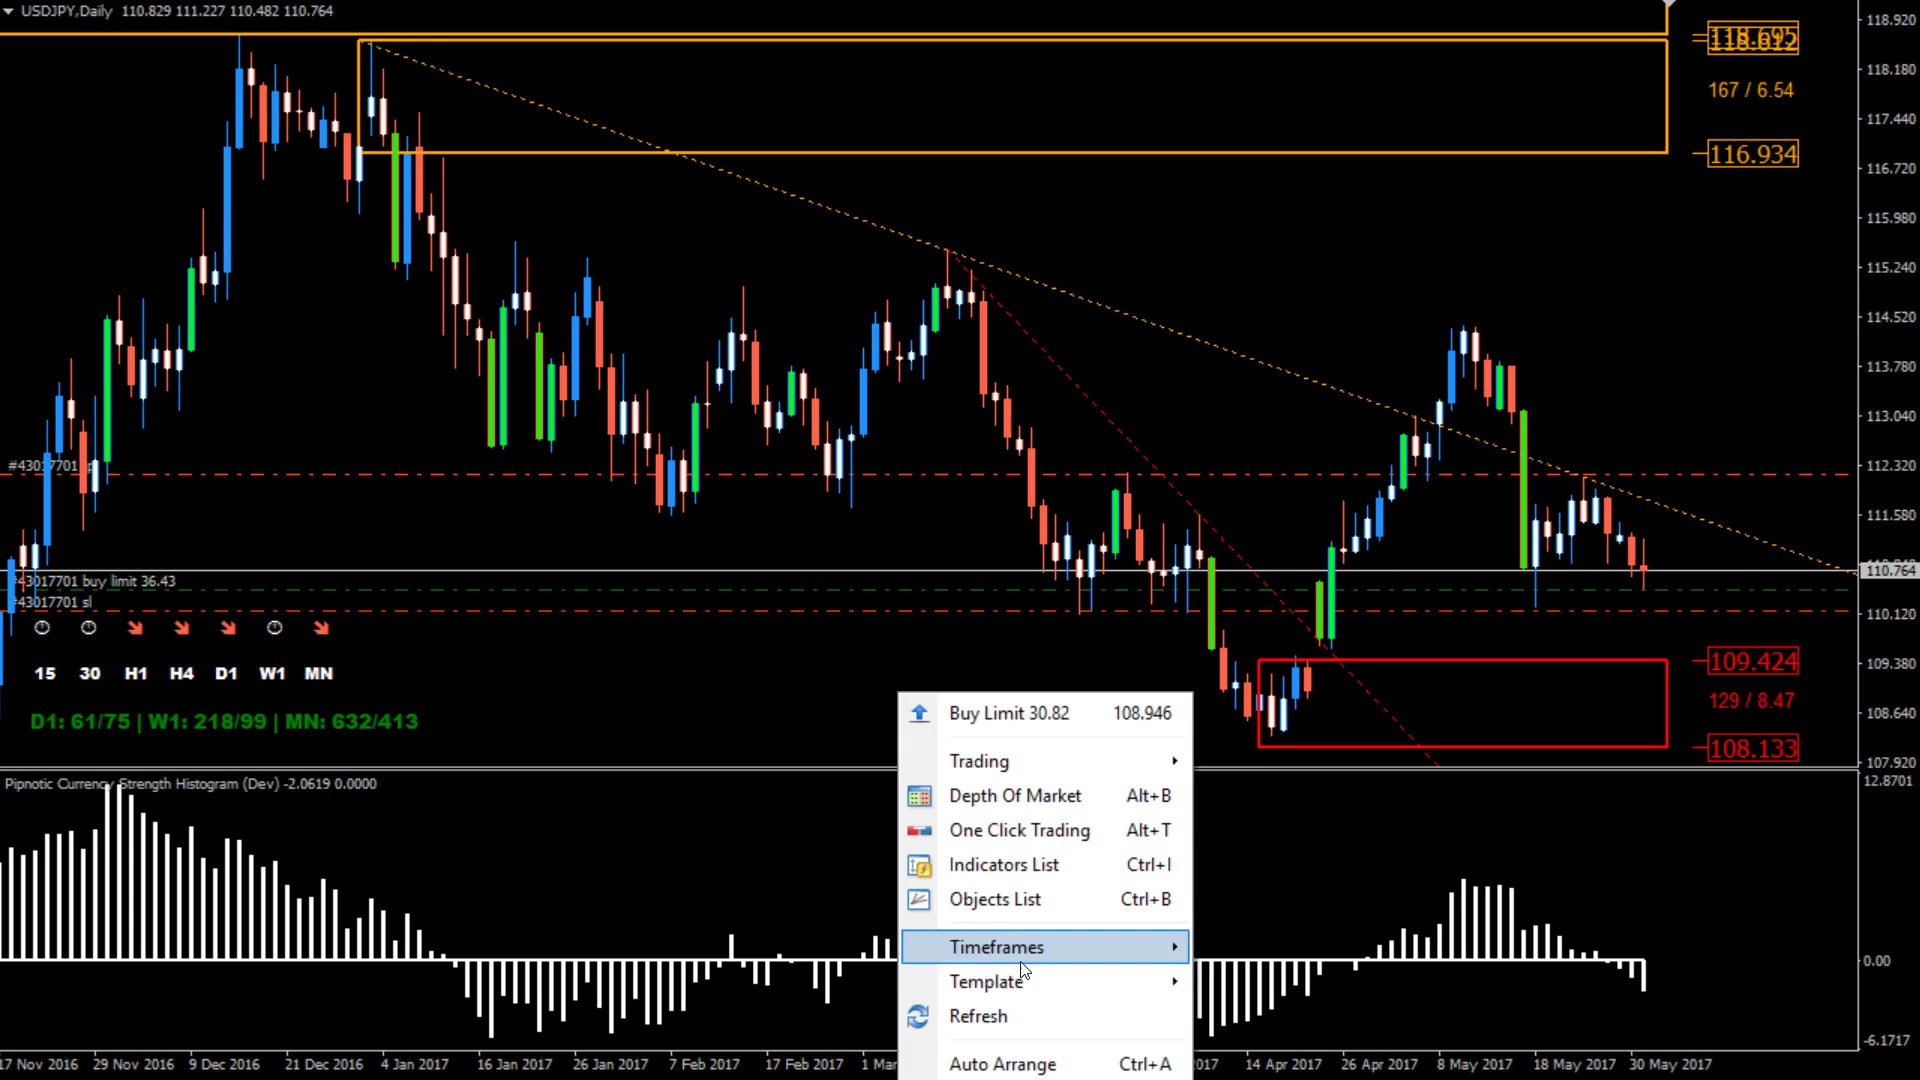 USDJPY,Daily 110.829 111.227 110.482 110.764
118.920
118.612
118.180
167 / 6.54
117.440
116.934
116.720
115.980
115.240
114.520
113.780
113.040
#43017701
112.320
111.580
110.764
#43017701 buy limit 36.43
#43017701 sl
110.120
15 30 H1 H4 D1 W1 MN
109.424
109.380
129 / 8.47
D1: 61/75 | W1: 218/99 | MN: 632/413
108.640
108.133
107.920
Buy Limit 30.82 108.946
Trading
Depth Of Market Alt+B
One Click Trading Alt+T
Indicators List Ctrl+I
Objects List Ctrl+B
Timeframes
Template
Refresh
Auto Arrange Ctrl+A
Pipnotic Currency Strength Histogram (Dev) -2.0619 0.0000
12.8701
0.00
-6.1717
17 Nov 2016 29 Nov 2016 9 Dec 2016 21 Dec 2016 4 Jan 2017 16 Jan 2017 26 Jan 2017 7 Feb 2017 17 Feb 2017 1 Mar 2017 14 Apr 2017 26 Apr 2017 8 May 2017 18 May 2017 30 May 2017